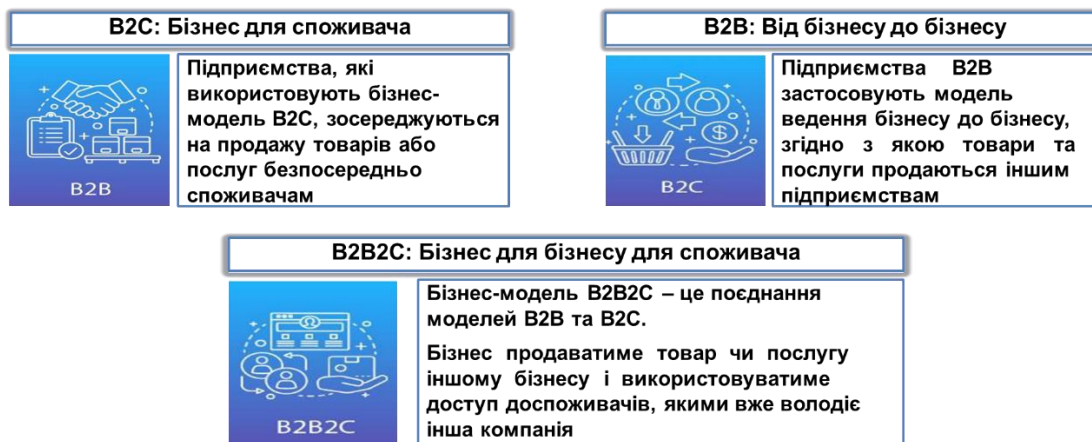 B2C: Бізнес для споживача
B2B
Підприємства, які
використовують бізнес-
модель B2C, зосереджуються
на продажу товарів або
послуг безпосередньо
споживачам
B2B: Від бізнесу до бізнесу
B2C
Підприємства B2B
застосовують модель
ведення бізнесу до бізнесу,
згідно з якою товари та
послуги продаються іншим
підприємствам
B2B2C: Бізнес для бізнесу для споживача
B2B2C
Бізнес-модель B2B2C – це поєднання
моделей B2B та B2C.
Бізнес продаватиме товар чи послугу
іншому бізнесу і використовуватиме
доступ доспоживачів, якими вже володіє
інша компанія